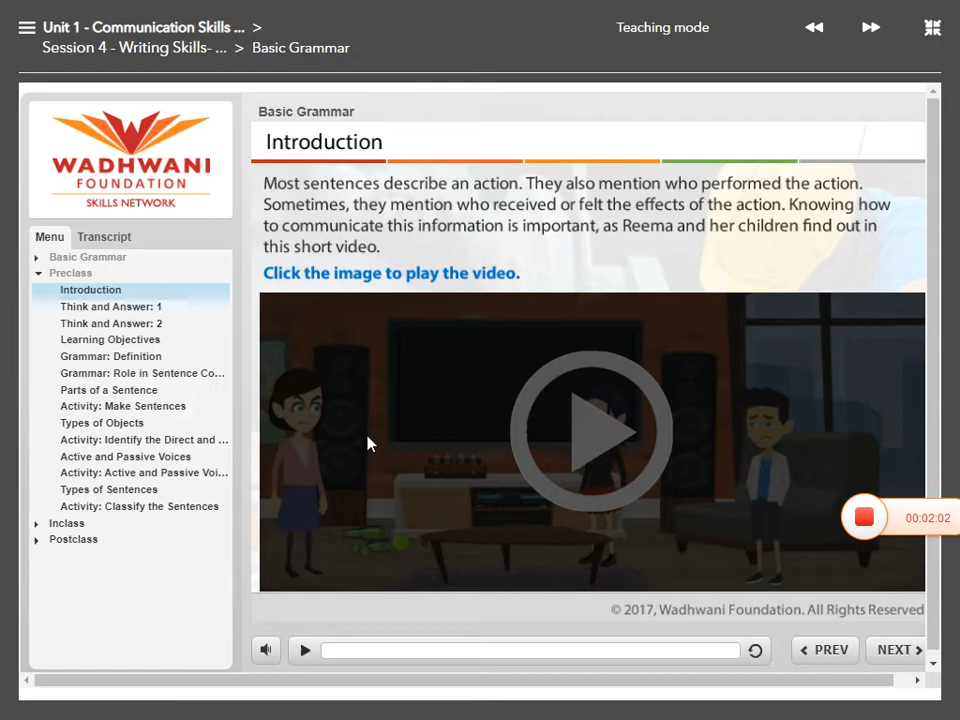 Unit 1 - Communication Skills ... >
Session 4 - Writing Skills- ... > Basic Grammar
Teaching mode
WADHWANI
FOUNDATION
SKILLS NETWORK
Menu Transcript
Basic Grammar
Preclass
Introduction
Think and Answer: 1
Think and Answer: 2
Learning Objectives
Grammar: Definition
Grammar: Role in Sentence Co...
Parts of a Sentence
Activity: Make Sentences
Types of Objects
Activity: Identify the Direct and ...
Active and Passive Voices
Activity: Active and Passive Voi...
Types of Sentences
Activity: Classify the Sentences
Inclass
Postclass
Basic Grammar
Introduction
Most sentences describe an action. They also mention who performed the action.
Sometimes, they mention who received or felt the effects of the action. Knowing how
to communicate this information is important, as Reema and her children find out in
this short video.
Click the image to play the video.
00:02:02
© 2017, Wadhwani Foundation. All Rights Reserved
< PREV
NEXT >